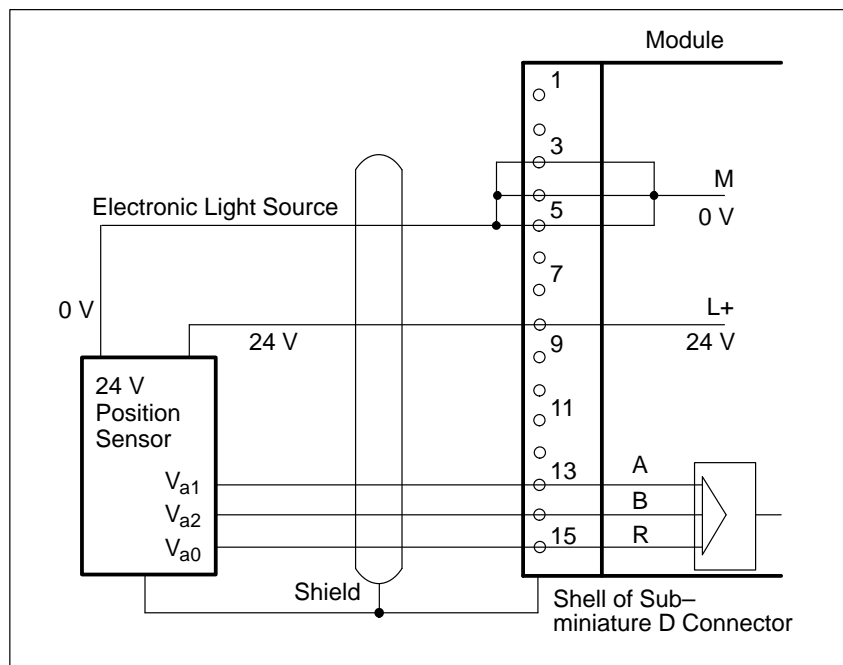 Module
1
3
M
Electronic Light Source
5
0 V
7
0 V
L+
24 V
9
24 V
24 V
Position
Sensor
11
13
A
Va1
B
Va2
15
R
Va0
Shield
Shell of Sub–
miniature D Connector